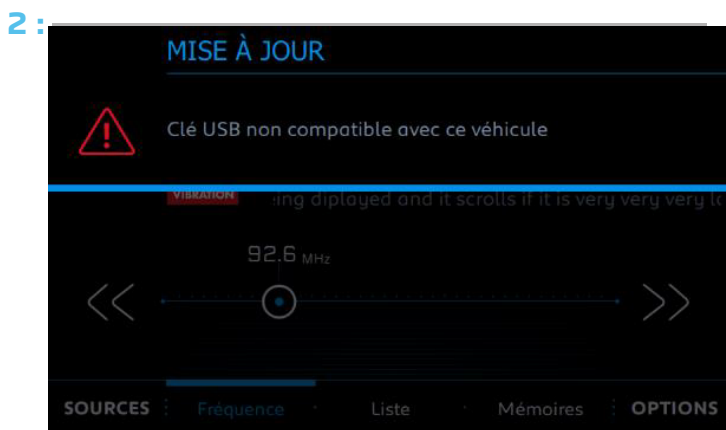 2 :
MISE À JOUR
Clé USB non compatible avec ce véhicule
VIBRATION ing diplayed and it scrolls if it is very very very
92.6 MHz
SOURCES Fréquence Liste Mémoires OPTIONS